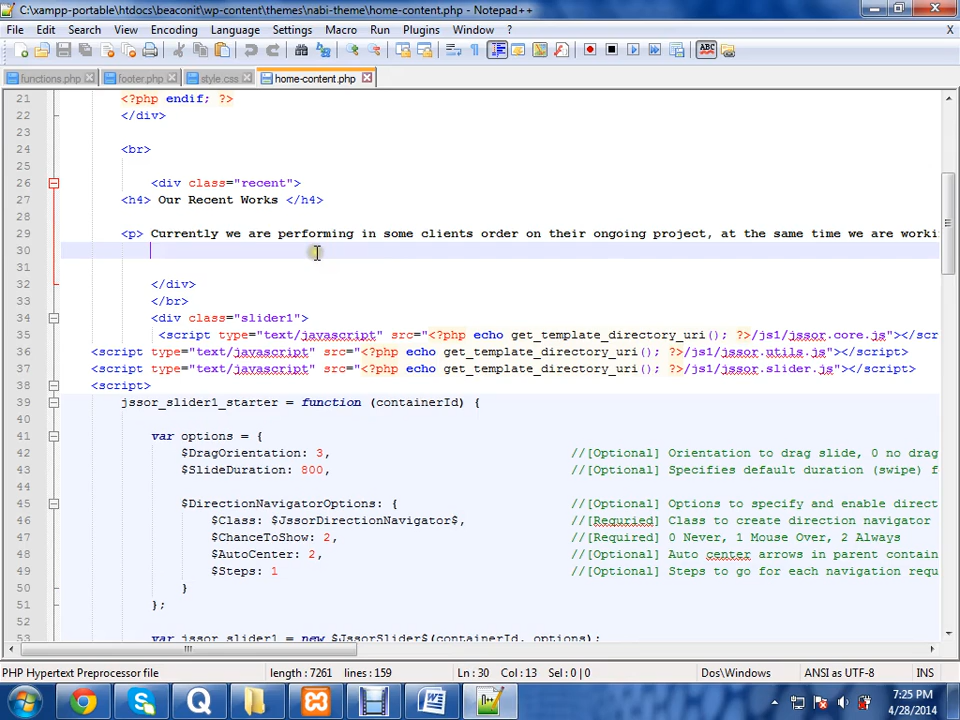 C:\xampp-portable\htdocs\beaconit\wp-content\themes\nabi-theme\home-content.php - Notepad++
File Edit Search View Encoding Language Settings Macro Run Plugins Window ? X
functions.php footer.php style.css home-content.php
21 <?php endif; ?>
22 </div>
23
24 <br>
25
26 <div class="recent">
27 <h4> Our Recent Works </h4>
28
29 <p> Currently we are performing in some clients order on their ongoing project, at the same time we are worki
30
31
32 </div>
33 </br>
34 <div class="slider1">
35 <script type="text/javascript" src="<?php echo get_template_directory_uri(); ?>/js1/jssor.core.js"></scr
36 <script type="text/javascript" src="<?php echo get_template_directory_uri(); ?>/js1/jssor.utils.js"></script>
37 <script type="text/javascript" src="<?php echo get_template_directory_uri(); ?>/js1/jssor.slider.js"></script>
38 <script>
39 jssor_slider1_starter = function (containerId) {
40
41 var options = {
42 $DragOrientation: 3, //[Optional] Orientation to drag slide, 0 no drag
43 $SlideDuration: 800, //[Optional] Specifies default duration (swipe) f
44
45 $DirectionNavigatorOptions: { //[Optional] Options to specify and enable direct
46 $Class: $JssorDirectionNavigator$, //[Requried] Class to create direction navigator
47 $ChanceToShow: 2, //[Required] 0 Never, 1 Mouse Over, 2 Always
48 $AutoCenter: 2, //[Optional] Auto center arrows in parent contain
49 $Steps: 1 //[Optional] Steps to go for each navigation requ
50 }
51 };
52
53 var jssor_slider1 = new $JssorSlider$(containerId, options);
PHP Hypertext Preprocessor file length : 7261 lines : 159 Ln : 30 Col : 13 Sel : 0 | 0 Dos\Windows ANSI as UTF-8 INS
7:25 PM
4/28/2014